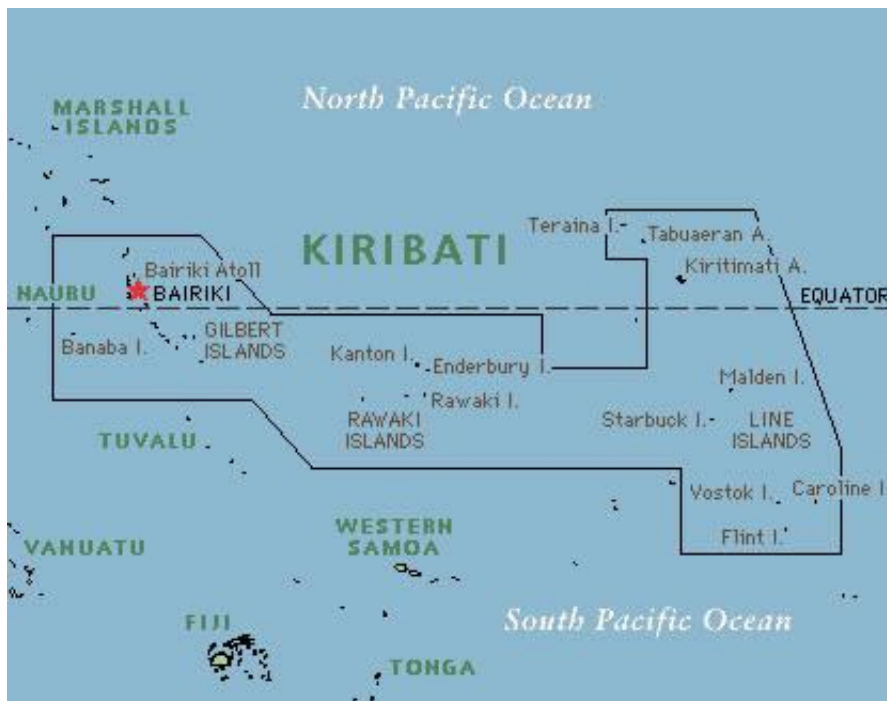 North Pacific Ocean
MARSHALL
ISLANDS
KIRIBATI
Teraina I.
Tabuaeran A.
Kiritimati A.
Bairiki Atoll
NAURU
BAIRIKI
EQUATOR
Banaba I.
GILBERT
ISLANDS
Kanton I.
Enderbury I.
Malden I.
Rawaki I.
RAWAKI
ISLANDS
Starbuck I.
LINE
ISLANDS
TUVALU
Vostok I.
Caroline I.
Flint I.
WESTERN
SAMOA
VANUATU
FIJI
South Pacific Ocean
TONGA